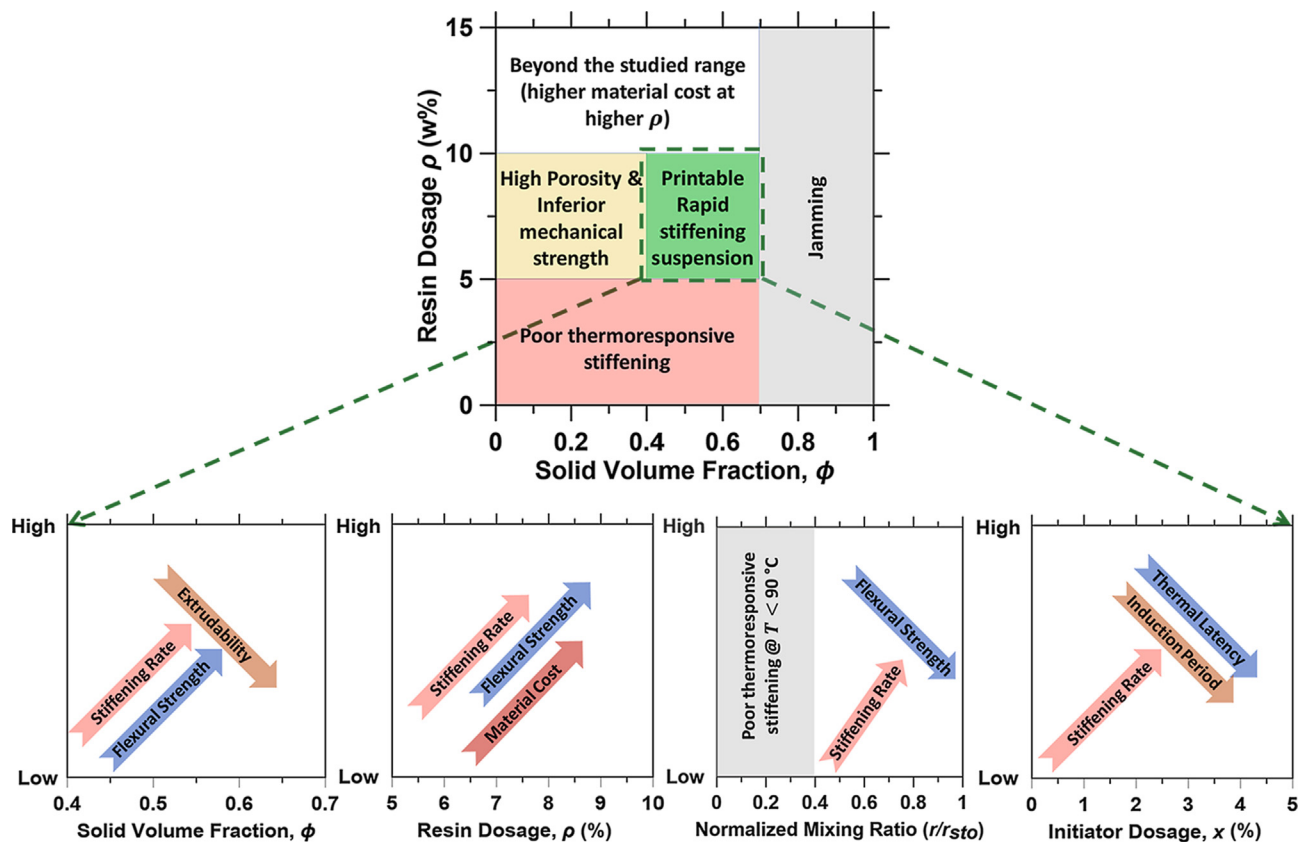 15
Beyond the studied range
(higher material cost at
higher ρ)
Resin Dosage ρ (w%)
10
High Porosity &
Inferior
mechanical
strength
Printable
Rapid
stiffening
suspension
Jamming
5
Poor thermoresponsive
stiffening
0
0 0.2 0.4 0.6 0.8 1
Solid Volume Fraction, ϕ
High
Extrudability
Stiffening Rate
Flexural Strength
Low
0.4 0.5 0.6 0.7
Solid Volume Fraction, ϕ
High
Stiffening Rate
Flexural Strength
Material Cost
Low
5 6 7 8 9 10
Resin Dosage, ρ (%)
High
Poor thermoresponsive
stiffening @ T < 90 °C
Flexural Strength
Stiffening Rate
Low
0 0.2 0.4 0.6 0.8 1
Normalized Mixing Ratio (r/rsto)
High
Thermal Latency
Induction Period
Stiffening Rate
Low
0 1 2 3 4 5
Initiator Dosage, x (%)